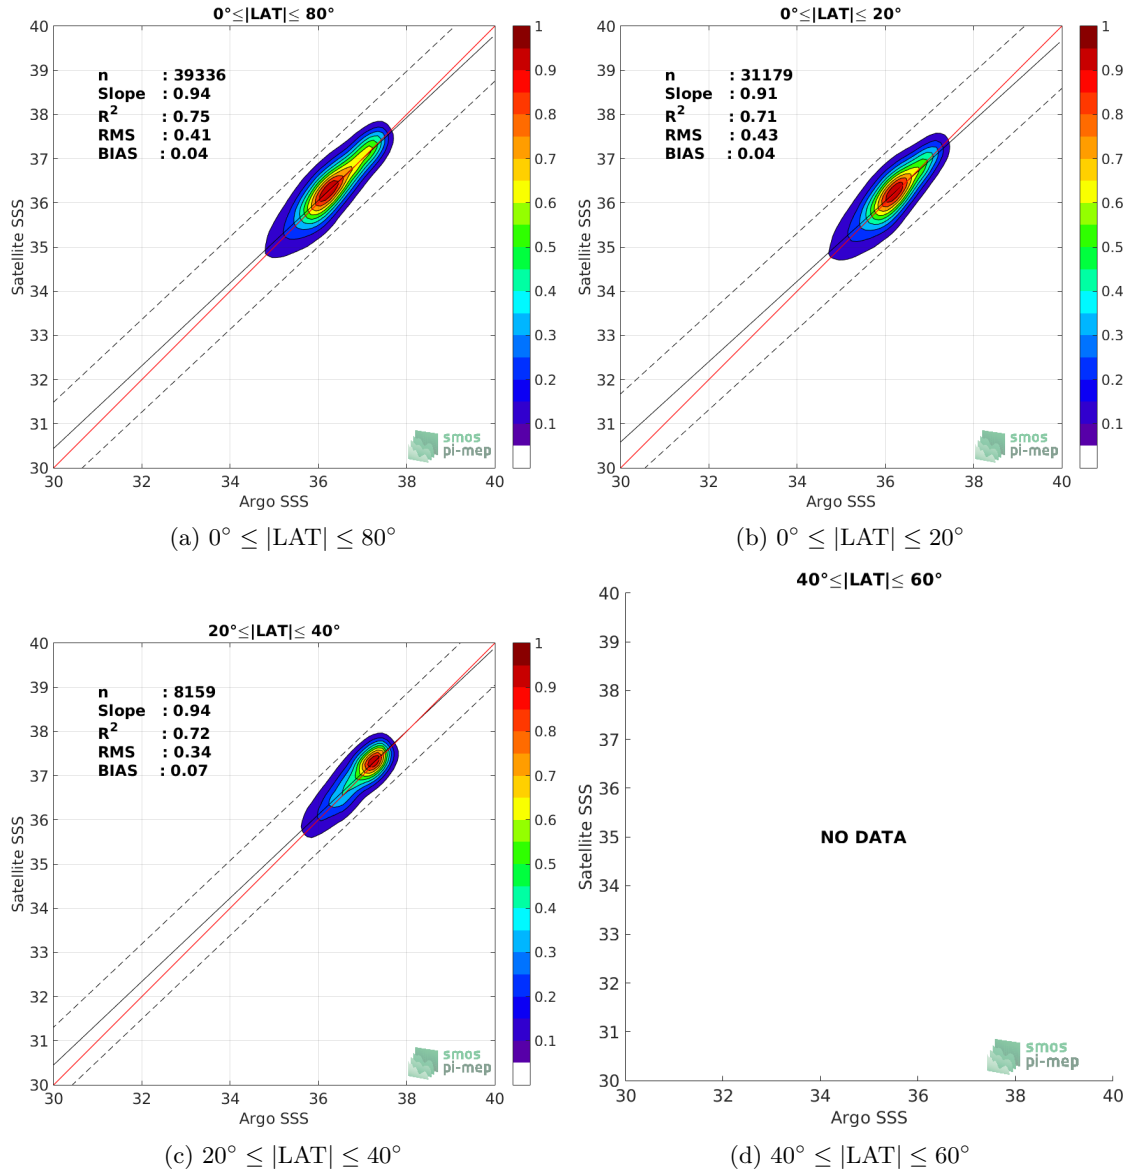 0°≤|LAT|≤ 80°
n : 39336
Slope : 0.94
R² : 0.75
RMS : 0.41
BIAS : 0.04
40
39
38
37
36
35
34
33
32
31
30
Satellite SSS
30 32 34 36 38 40
Argo SSS
1
0.9
0.8
0.7
0.6
0.5
0.4
0.3
0.2
0.1
smos
pi-mep
(a) 0° ≤ |LAT| ≤ 80°
0°≤|LAT|≤ 20°
n : 31179
Slope : 0.91
R² : 0.71
RMS : 0.43
BIAS : 0.04
40
39
38
37
36
35
34
33
32
31
30
Satellite SSS
30 32 34 36 38 40
Argo SSS
1
0.9
0.8
0.7
0.6
0.5
0.4
0.3
0.2
0.1
smos
pi-mep
(b) 0° ≤ |LAT| ≤ 20°
20°≤|LAT|≤ 40°
n : 8159
Slope : 0.94
R² : 0.72
RMS : 0.34
BIAS : 0.07
40
39
38
37
36
35
34
33
32
31
30
Satellite SSS
30 32 34 36 38 40
Argo SSS
1
0.9
0.8
0.7
0.6
0.5
0.4
0.3
0.2
0.1
smos
pi-mep
(c) 20° ≤ |LAT| ≤ 40°
40°≤|LAT|≤ 60°
40
39
38
37
36
35
34
33
32
31
30
Satellite SSS
NO DATA
30 32 34 36 38 40
Argo SSS
smos
pi-mep
(d) 40° ≤ |LAT| ≤ 60°